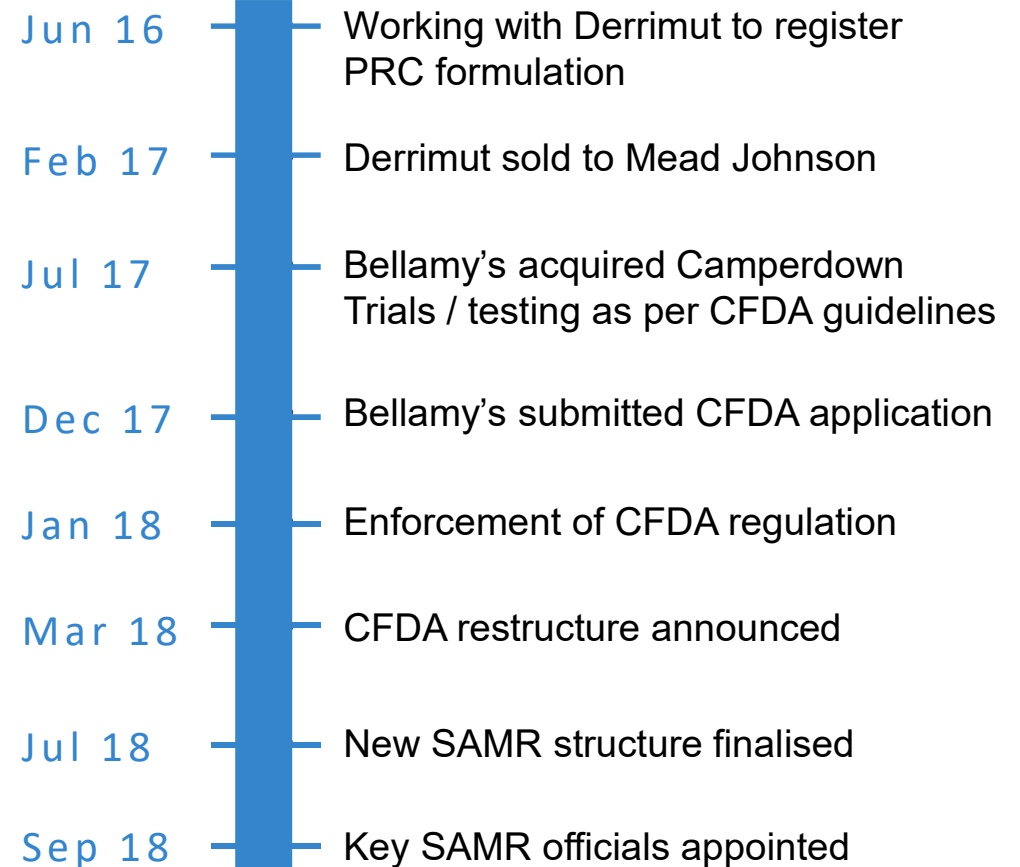 Jun 16
Working with Derrimut to register
PRC formulation
Feb 17
Derrimut sold to Mead Johnson
Jul 17
Bellamy’s acquired Camperdown
Trials / testing as per CFDA guidelines
Dec 17
Bellamy’s submitted CFDA application
Jan 18
Enforcement of CFDA regulation
Mar 18
CFDA restructure announced
Jul 18
New SAMR structure finalised
Sep 18
Key SAMR officials appointed